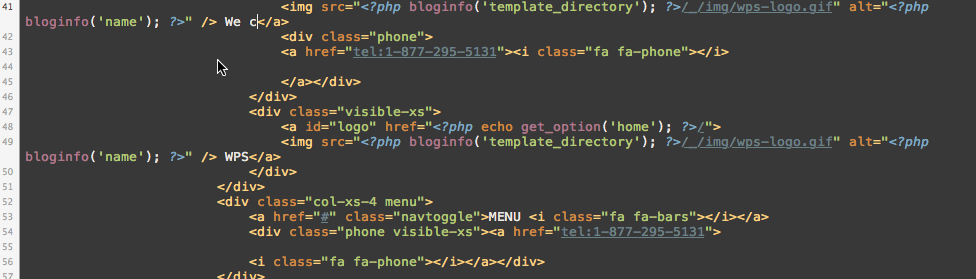 41 <img src="<?php bloginfo('template_directory'); ?>/_/img/wps-logo.gif" alt="<?php
bloginfo('name'); ?>" /> We c</a>
42 <div class="phone">
43 <a href="tel:1-877-295-5131"><i class="fa fa-phone"></i>
44
45 </a></div>
46 </div>
47 <div class="visible-xs">
48 <a id="logo" href="<?php echo get_option('home'); ?>/">
49 <img src="<?php bloginfo('template_directory'); ?>/_/img/wps-logo.gif" alt="<?php
bloginfo('name'); ?>" /> WPS</a>
50 </div>
51 </div>
52 <div class="col-xs-4 menu">
53 <a href="#" class="navtoggle">MENU <i class="fa fa-bars"></i></a>
54 <div class="phone visible-xs"><a href="tel:1-877-295-5131">
55
56 <i class="fa fa-phone"></i></a></div>
57 </div>